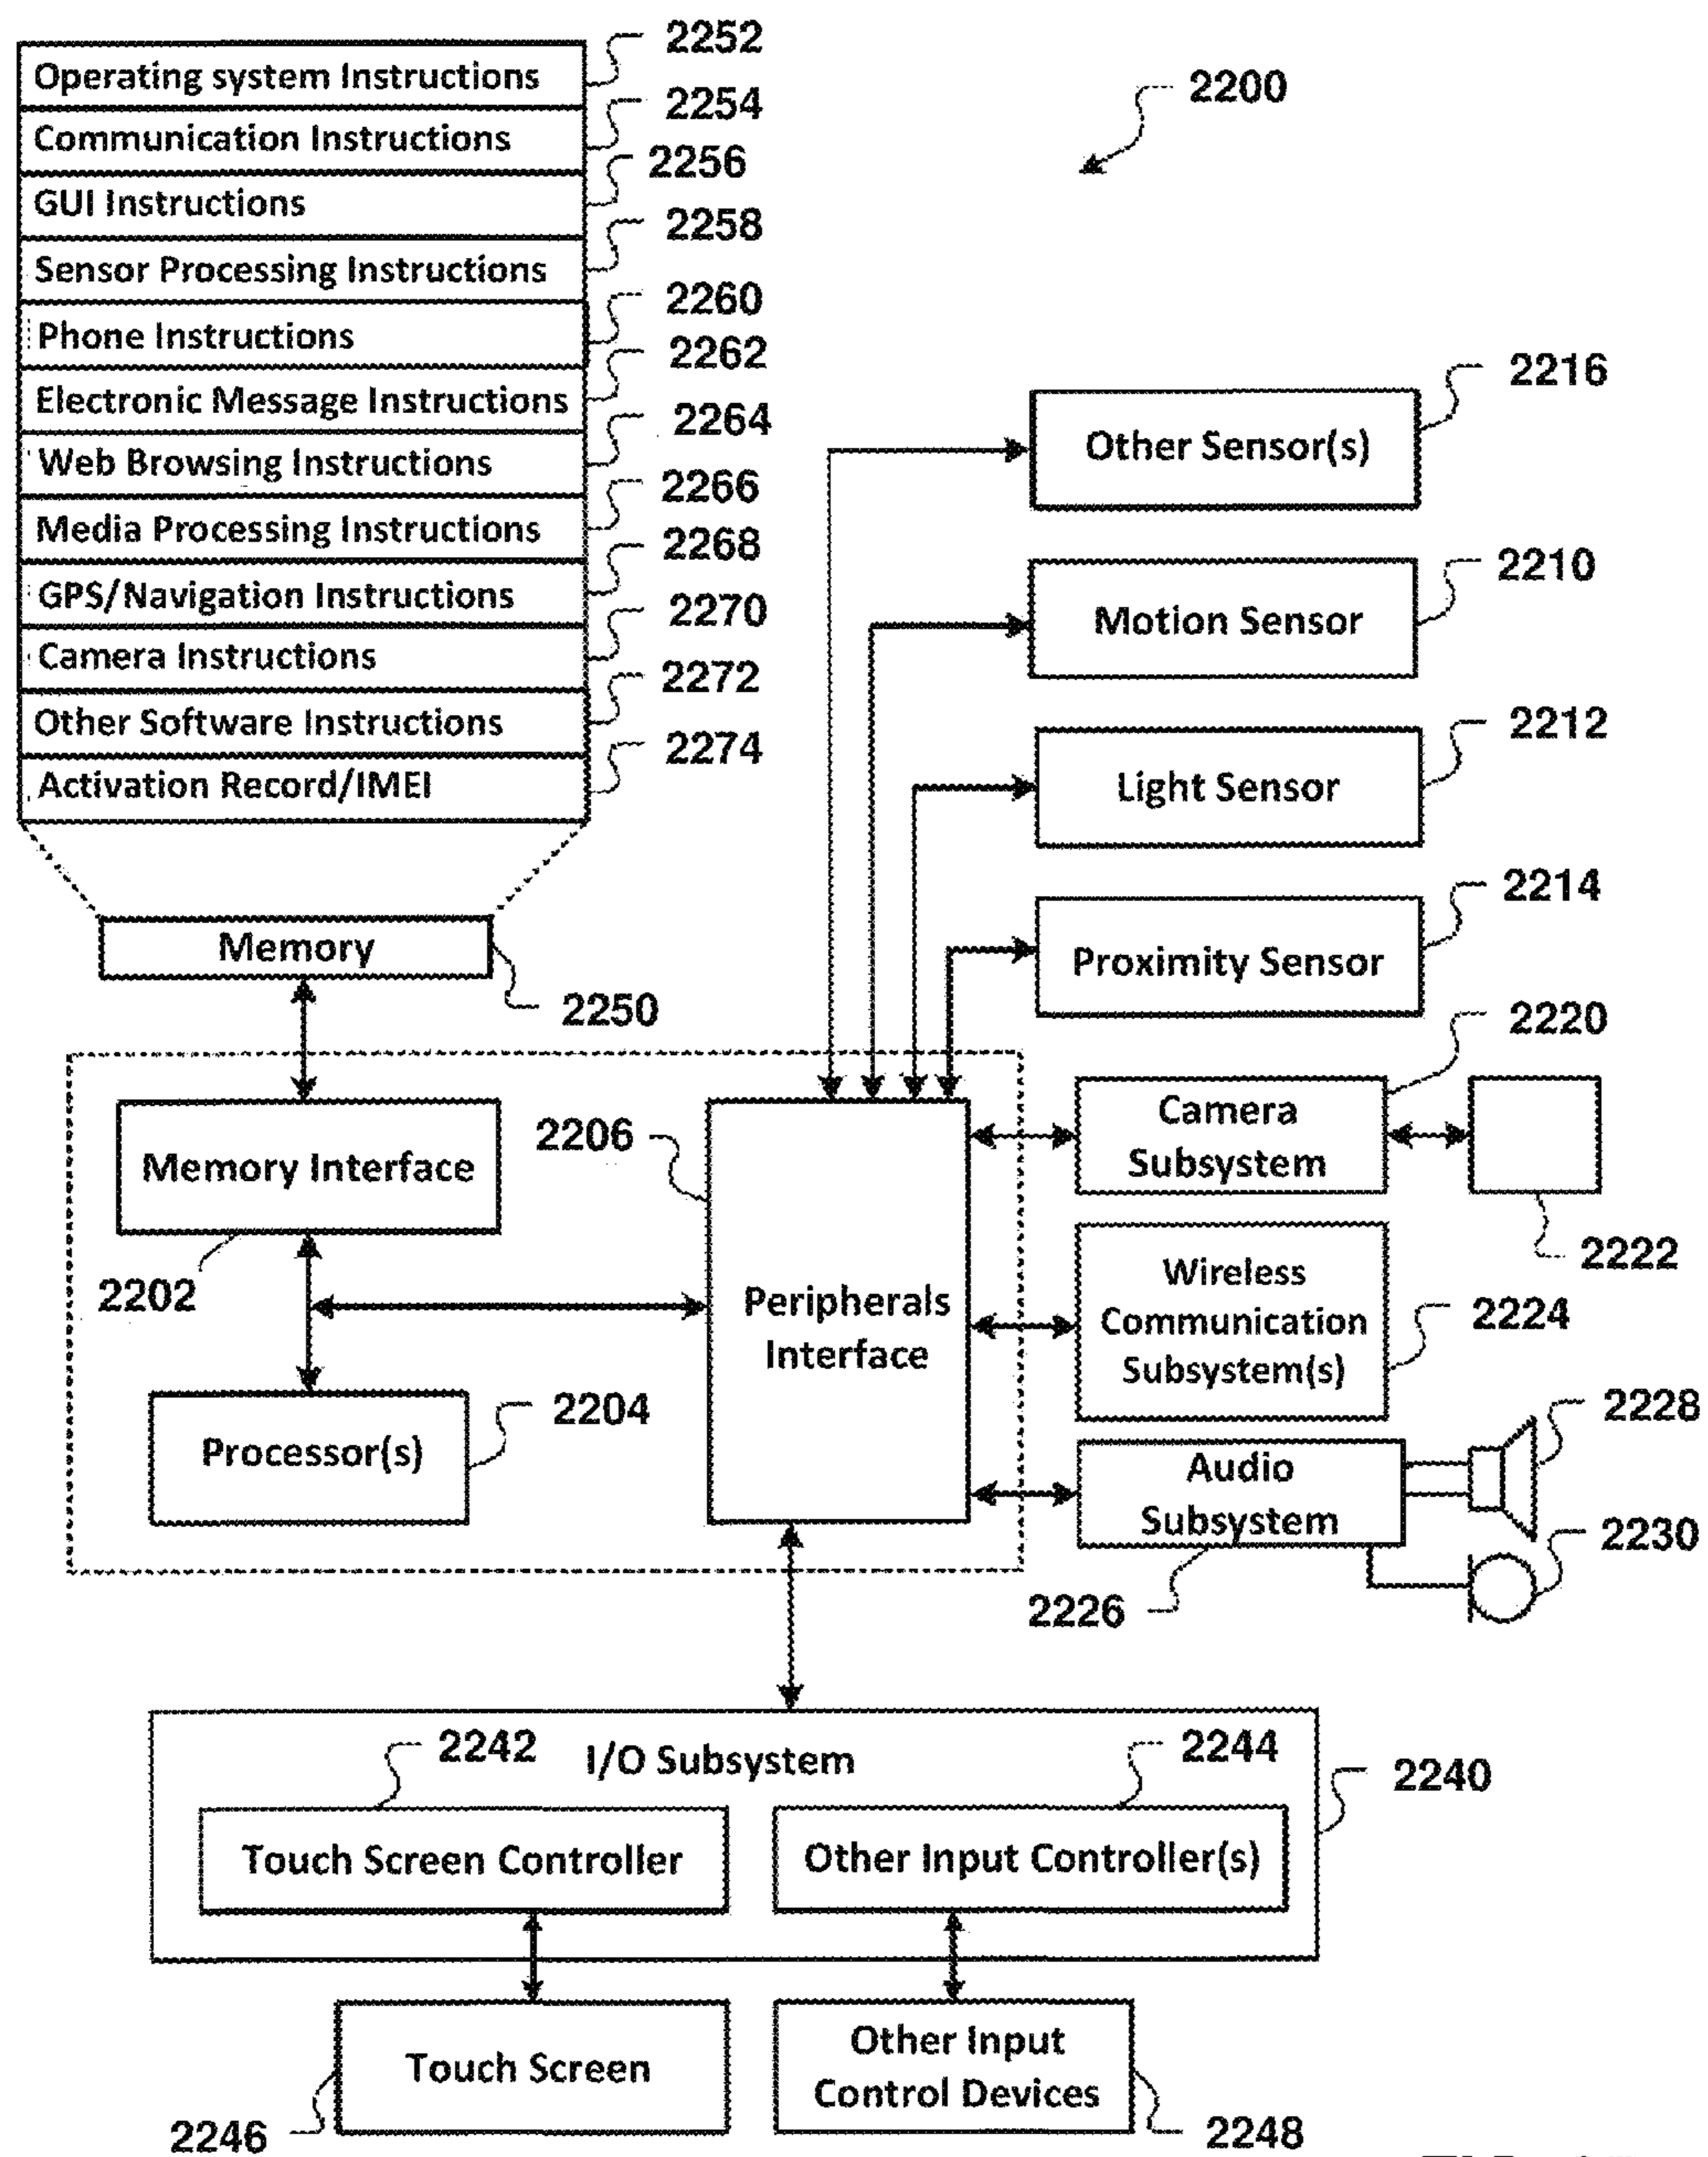 2252
Operating system Instructions
2200
2254
Communication Instructions
2256
GUI Instructions
2258
Sensor Processing Instructions
2260
Phone Instructions
2262
Electronic Message Instructions
2264
Web Browsing Instructions
2266
Media Processing Instructions
2268
GPS/Navigation Instructions
2270
Camera Instructions
2272
Other Software Instructions
2274
Activation Record/IMEI
Memory
2250
2216
Other Sensor(s)
2210
Motion Sensor
2212
Light Sensor
2214
Proximity Sensor
2220
Camera
Subsystem
2222
2206
Memory Interface
2202
Peripherals
Interface
Wireless
Communication
Subsystem(s)
2224
2204
Processor(s)
2228
Audio
Subsystem
2230
2226
2242
I/O Subsystem
2244
2240
Touch Screen Controller
Other Input Controller(s)
Touch Screen
2246
Other Input
Control Devices
2248